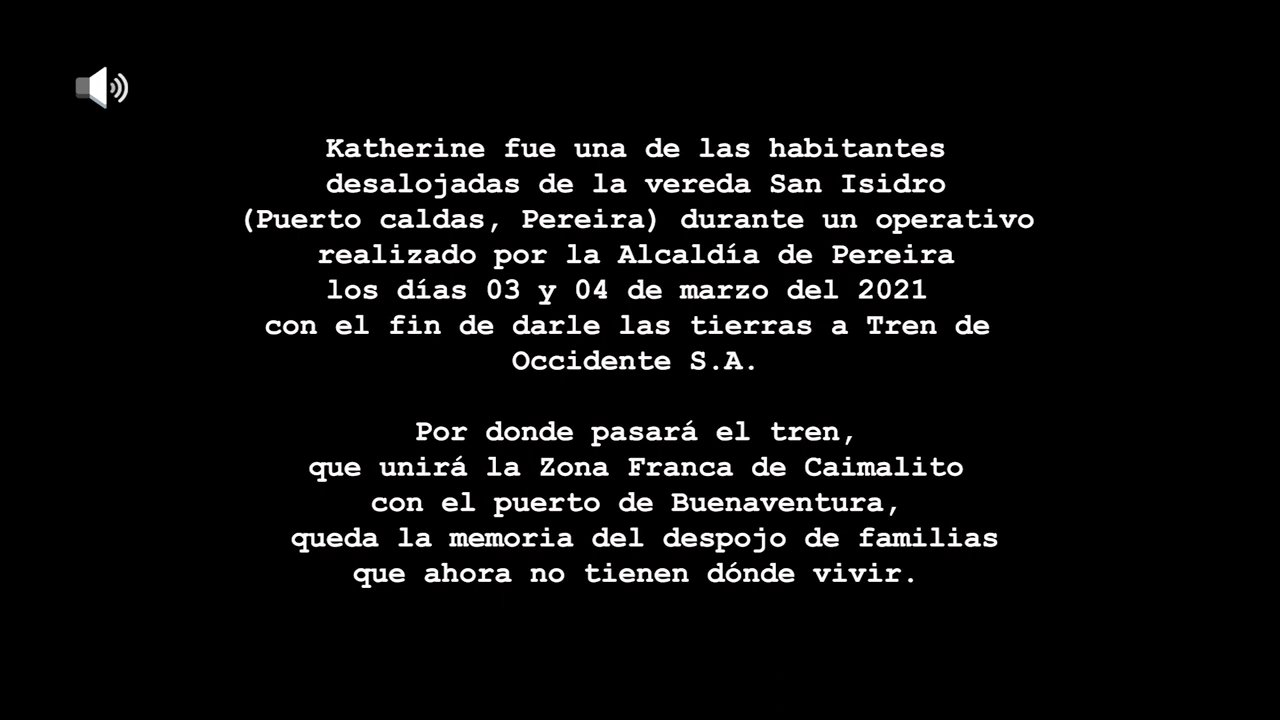 Katherine fue una de las habitantes
desalojadas de la vereda San Isidro
(Puerto caldas, Pereira) durante un operativo
realizado por la Alcaldía de Pereira
los días 03 y 04 de marzo del 2021
con el fin de darle las tierras a Tren de
Occidente S.A.
Por donde pasará el tren,
que unirá la Zona Franca de Caimalito
con el puerto de Buenaventura,
queda la memoria del despojo de familias
que ahora no tienen dónde vivir.